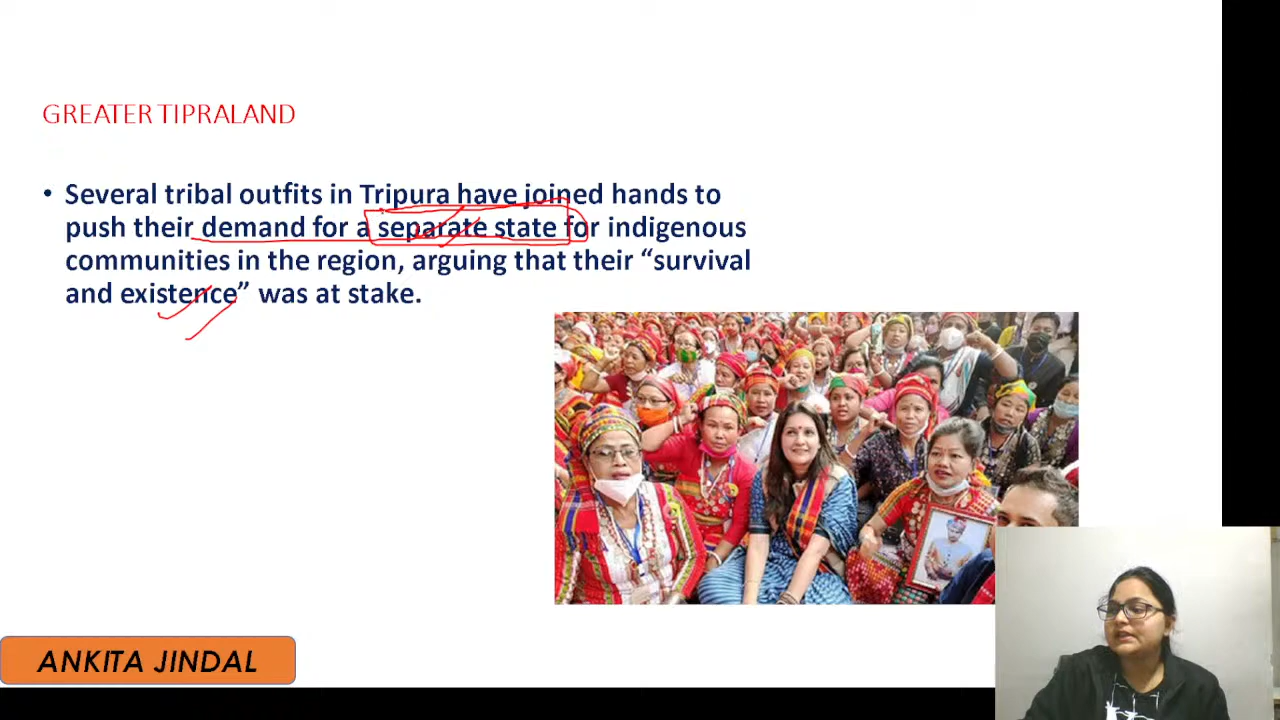 GREATER TIPRALAND
• Several tribal outfits in Tripura have joined hands to
push their demand for a separate state for indigenous
communities in the region, arguing that their “survival
and existence” was at stake.
ANKITA JINDAL